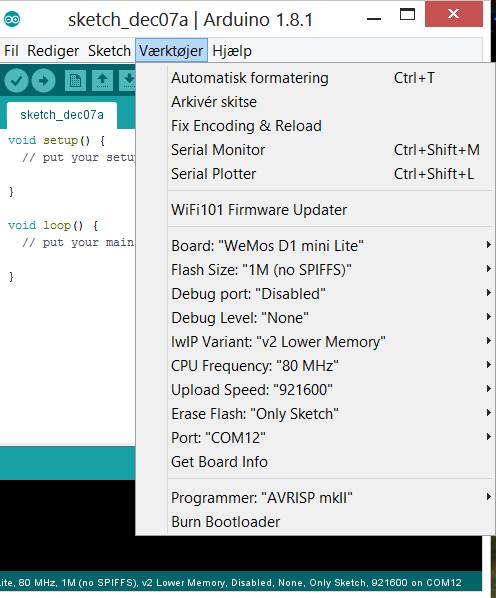 sketch_dec07a | Arduino 1.8.1
Fil Rediger Sketch Værktøjer Hjælp
Automatisk formatering Ctrl+T
Arkivér skitse
Fix Encoding & Reload
Serial Monitor Ctrl+Shift+M
Serial Plotter Ctrl+Shift+L
WiFi101 Firmware Updater
Board: "WeMos D1 mini Lite"
Flash Size: "1M (no SPIFFS)"
Debug port: "Disabled"
Debug Level: "None"
IwIP Variant: "v2 Lower Memory"
CPU Frequency: "80 MHz"
Upload Speed: "921600"
Erase Flash: "Only Sketch"
Port: "COM12"
Get Board Info
Programmer: "AVRISP mkII"
Burn Bootloader
sketch_dec07a
void setup() {
// put your setu
}
void loop() {
// put your main
}
ite, 80 MHz, 1M (no SPIFFS), v2 Lower Memory, Disabled, None, Only Sketch, 921600 on COM12